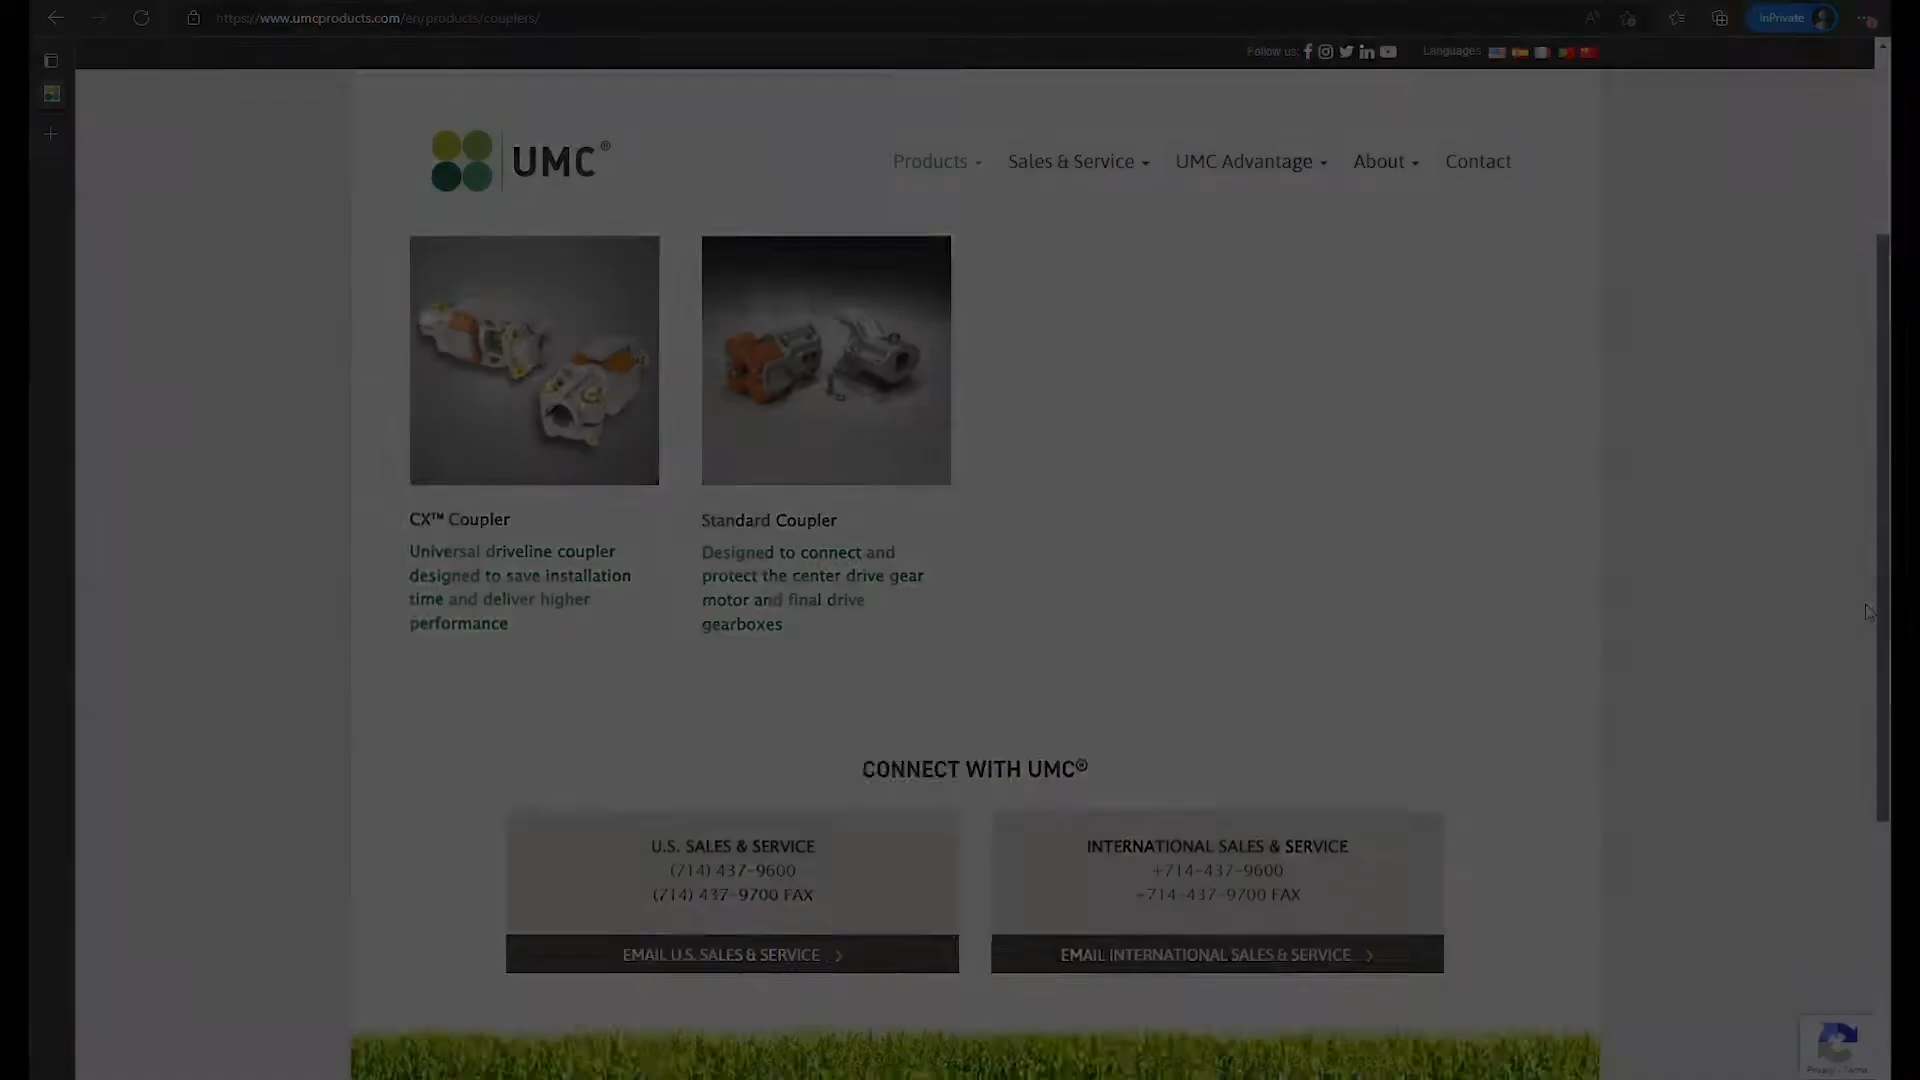 https://www.umcproducts.com/en/products/couplers/
InPrivate
Follow us:
Languages
UMC®
Products
Sales & Service
UMC Advantage
About
Contact
CX™ Coupler
Universal driveline coupler
designed to save installation
time and deliver higher
performance
Standard Coupler
Designed to connect and
protect the center drive gear
motor and final drive
gearboxes
CONNECT WITH UMC®
U.S. SALES & SERVICE
(714) 437-9600
(714) 437-9700 FAX
EMAIL U.S. SALES & SERVICE
INTERNATIONAL SALES & SERVICE
+714-437-9600
+714-437-9700 FAX
EMAIL INTERNATIONAL SALES & SERVICE
Privacy - Terms